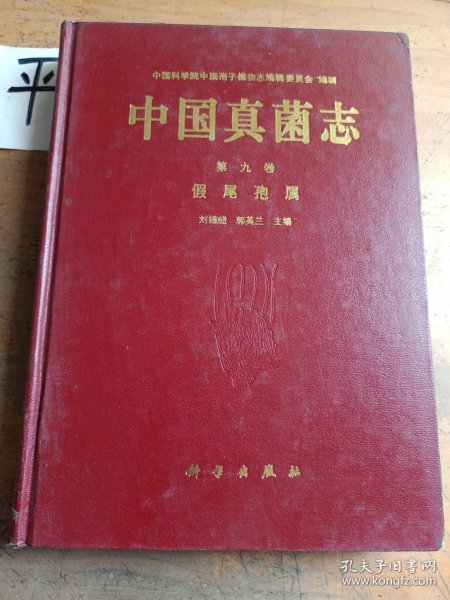 平
中国科学院中国孢子植物志编辑委员会 编辑
中国真菌志
第九卷
假尾孢属
刘锡琎 郭英兰 主编
科学出版社
孔夫子旧书网
www.kongfz.com